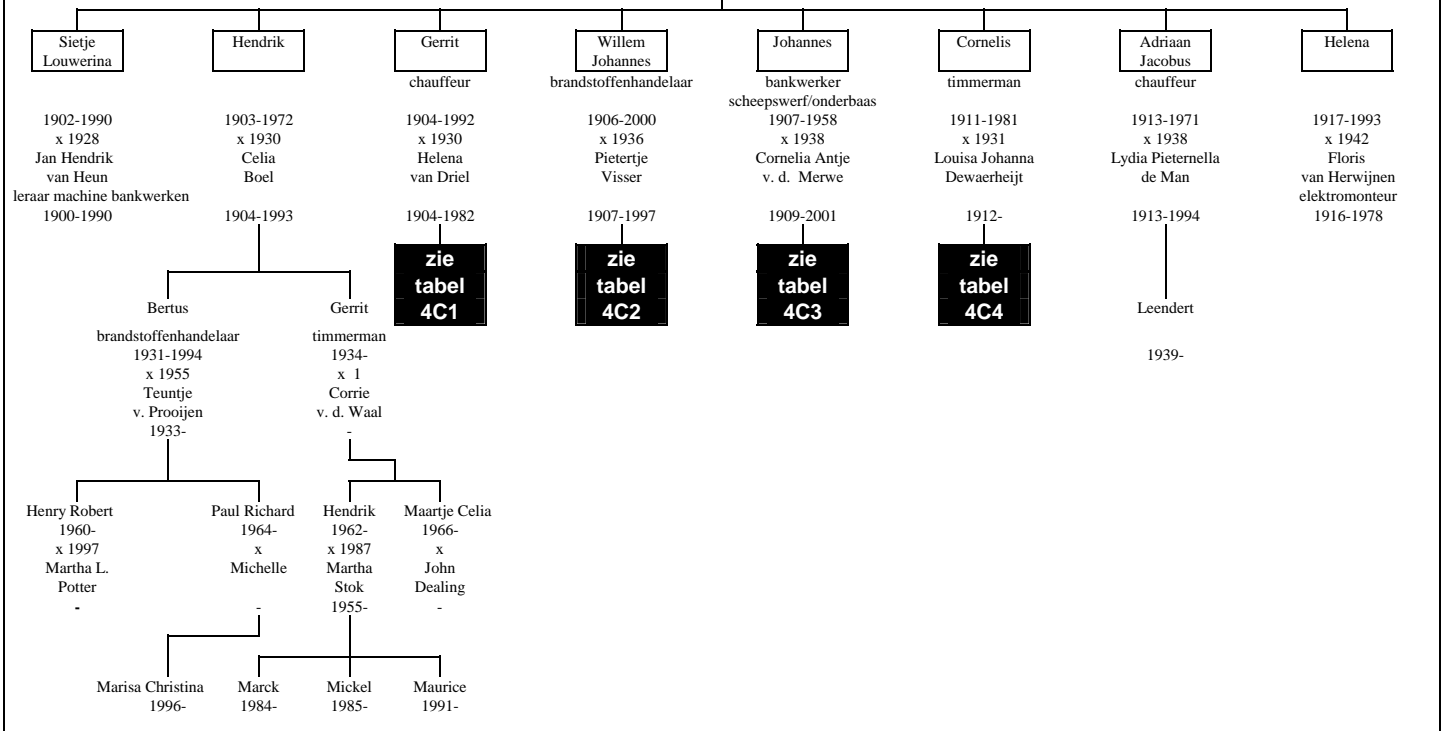 Sietje
Louwerina
1902-1990
x 1928
Jan Hendrik
van Heun
leraar machine bankwerken
1900-1990
Hendrik
1903-1972
x 1930
Celia
Boel
1904-1993
Gerrit
chauffeur
1904-1992
x 1930
Helena
van Driel
1904-1982
zie
tabel
4C1
Willem
Johannes
brandstoffenhandelaar
1906-2000
x 1936
Pietertje
Visser
1907-1997
zie
tabel
4C2
Johannes
bankwerker
scheepswerf/onderbaas
1907-1958
x 1938
Cornelia Antje
v. d. Merwe
1909-2001
zie
tabel
4C3
Cornelis
timmerman
1911-1981
x 1931
Louisa Johanna
Dewaerheijt
1912-
zie
tabel
4C4
Adriaan
Jacobus
chauffeur
1913-1971
x 1938
Lydia Pieternella
de Man
1913-1994
Helena
1917-1993
x 1942
Floris
van Herwijnen
elektromonteur
1916-1978
Bertus
brandstoffenhandelaar
1931-1994
x 1955
Teuntje
v. Prooijen
1933-
Gerrit
timmerman
1934-
x 1
Corrie
v. d. Waal
-
Leendert
1939-
Henry Robert
1960-
x 1997
Martha L.
Potter
-
Paul Richard
1964-
x
Michelle
-
Hendrik
1962-
x 1987
Martha
Stok
1955-
Maartje Celia
1966-
x
John
Dealing
-
Marisa Christina
1996-
Marck
1984-
Mickel
1985-
Maurice
1991-